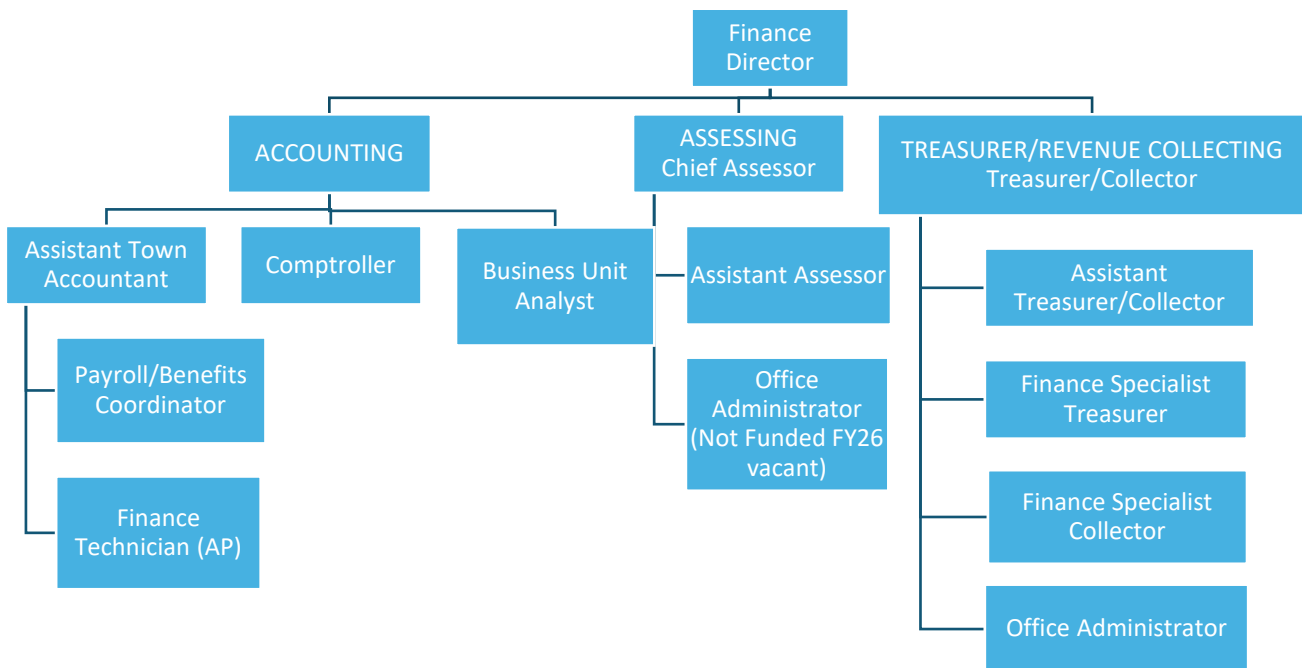 Finance
Director
ACCOUNTING
ASSESSING
Chief Assessor
TREASURER/REVENUE COLLECTING
Treasurer/Collector
Assistant Town
Accountant
Comptroller
Business Unit
Analyst
Assistant Assessor
Assistant
Treasurer/Collector
Payroll/Benefits
Coordinator
Office
Administrator
(Not Funded FY26
vacant)
Finance Specialist
Treasurer
Finance
Technician (AP)
Finance Specialist
Collector
Office Administrator